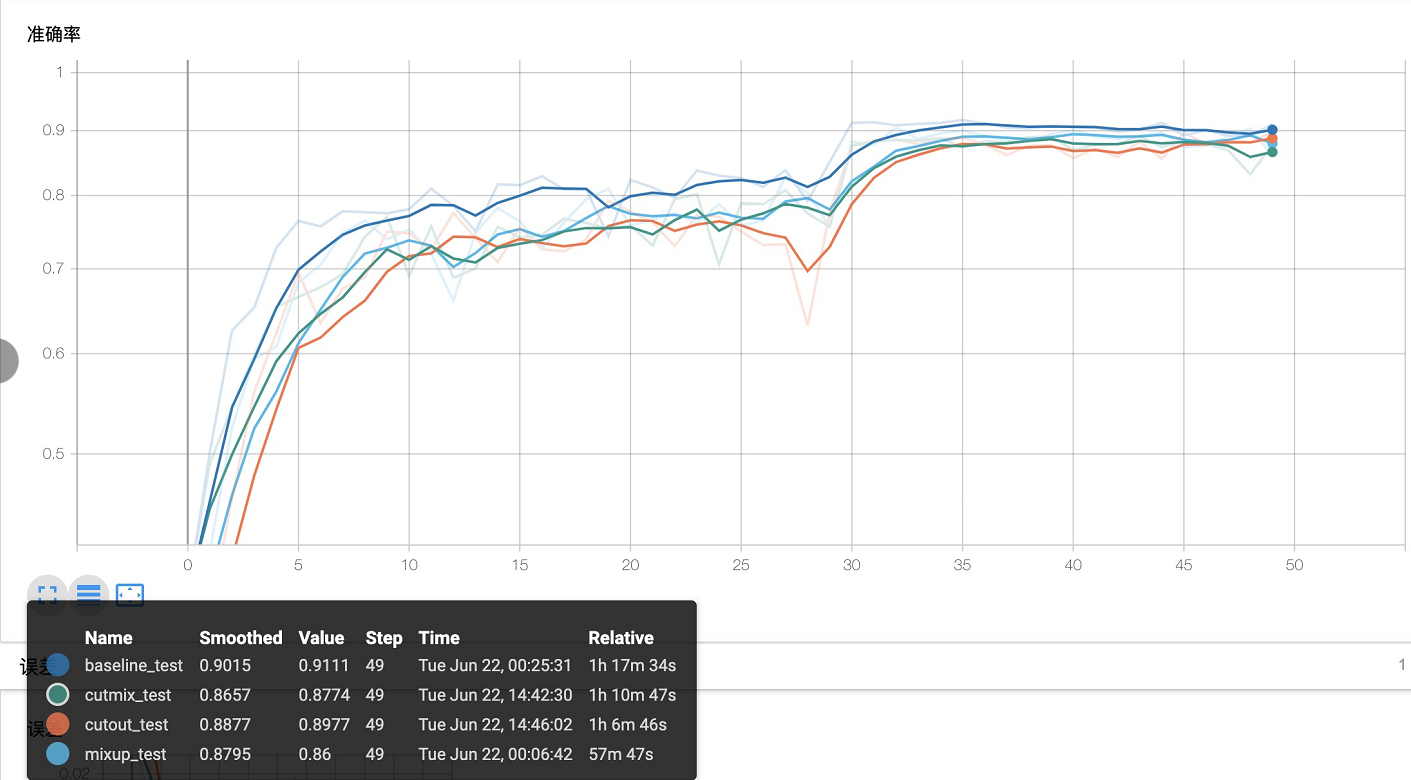 准确率
1
0.9
0.8
0.7
0.6
0.5
0 5 10 15 20 25 30 35 40 45 50
Name Smoothed Value Step Time Relative
误差 1
baseline_test 0.9015 0.9111 49 Tue Jun 22, 00:25:31 1h 17m 34s
cutmix_test 0.8657 0.8774 49 Tue Jun 22, 14:42:30 1h 10m 47s
误差
cutout_test 0.8877 0.8977 49 Tue Jun 22, 14:46:02 1h 6m 46s
mixup_test 0.8795 0.86 49 Tue Jun 22, 00:06:42 57m 47s
0.02